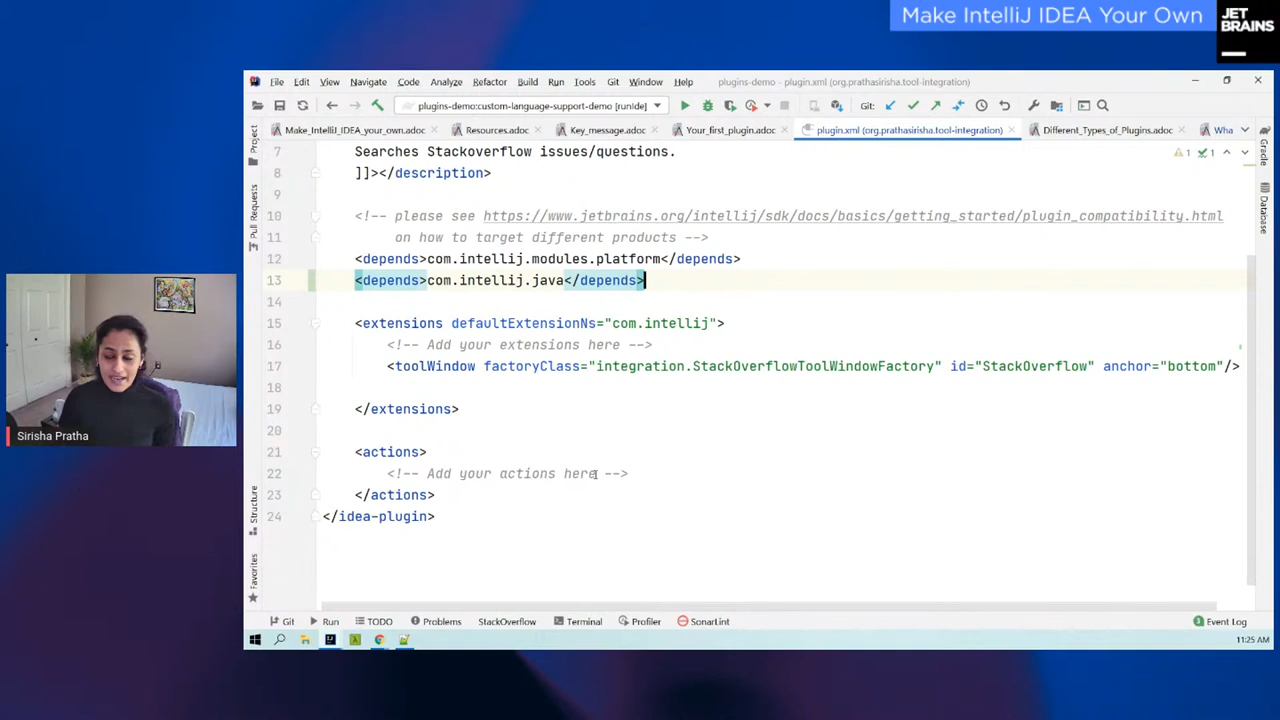 Make IntelliJ IDEA Your Own
JET
BRAINS
File Edit View Navigate Code Analyze Refactor Build Run Tools Git Window Help plugins-demo - plugin.xml (org.prathasirisha.tool-integration)
plugins-demo:custom-language-support-demo [runIde] Git:
Project
Make_IntelliJ_IDEA_your_own.adoc Resources.adoc Key_message.adoc Your_first_plugin.adoc plugin.xml (org.prathasirisha.tool-integration) Different_Types_of_Plugins.adoc Wha
Gradle
7 Searches Stackoverflow issues/questions. 1 1
8 ]]></description>
9
Pull Requests
Database
10 <!-- please see https://www.jetbrains.org/intellij/sdk/docs/basics/getting_started/plugin_compatibility.html
11 on how to target different products -->
12 <depends>com.intellij.modules.platform</depends>
13 <depends>com.intellij.java</depends>
14
15 <extensions defaultExtensionNs="com.intellij">
16 <!-- Add your extensions here -->
17 <toolWindow factoryClass="integration.StackOverflowToolWindowFactory" id="StackOverflow" anchor="bottom"/>
18
19 </extensions>
20
Sirisha Pratha
21 <actions>
22 <!-- Add your actions here -->
23 </actions>
24 </idea-plugin>
Structure
Favorites
Git Run TODO Problems StackOverflow Terminal Profiler SonarLint Event Log
11:25 AM